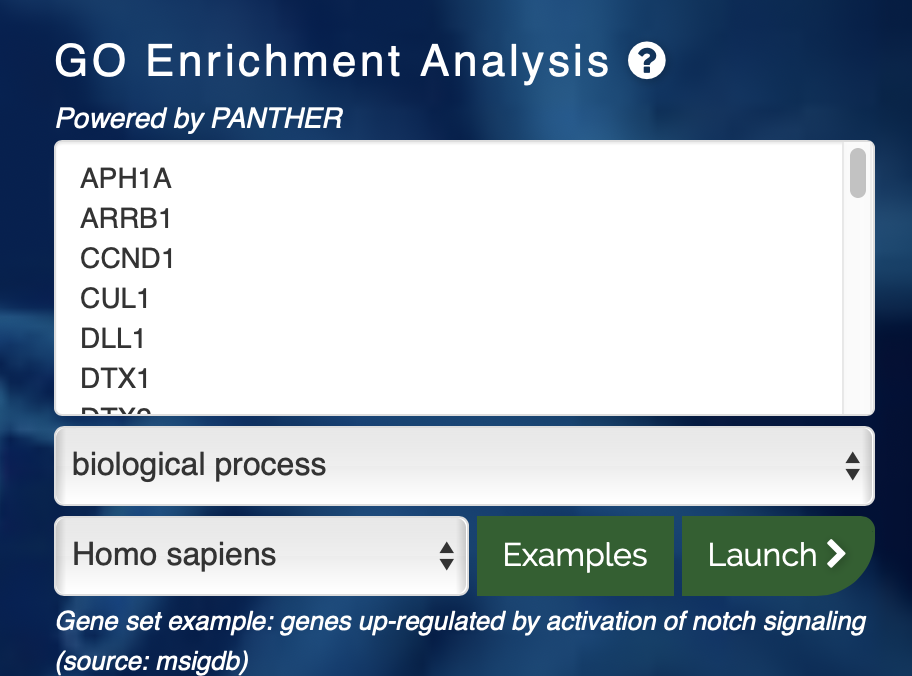 GO Enrichment Analysis ?
Powered by PANTHER
APH1A
ARRB1
CCND1
CUL1
DLL1
DTX1
biological process
Homo sapiens
Examples
Launch
Gene set example: genes up-regulated by activation of notch signaling
(source: msigdb)